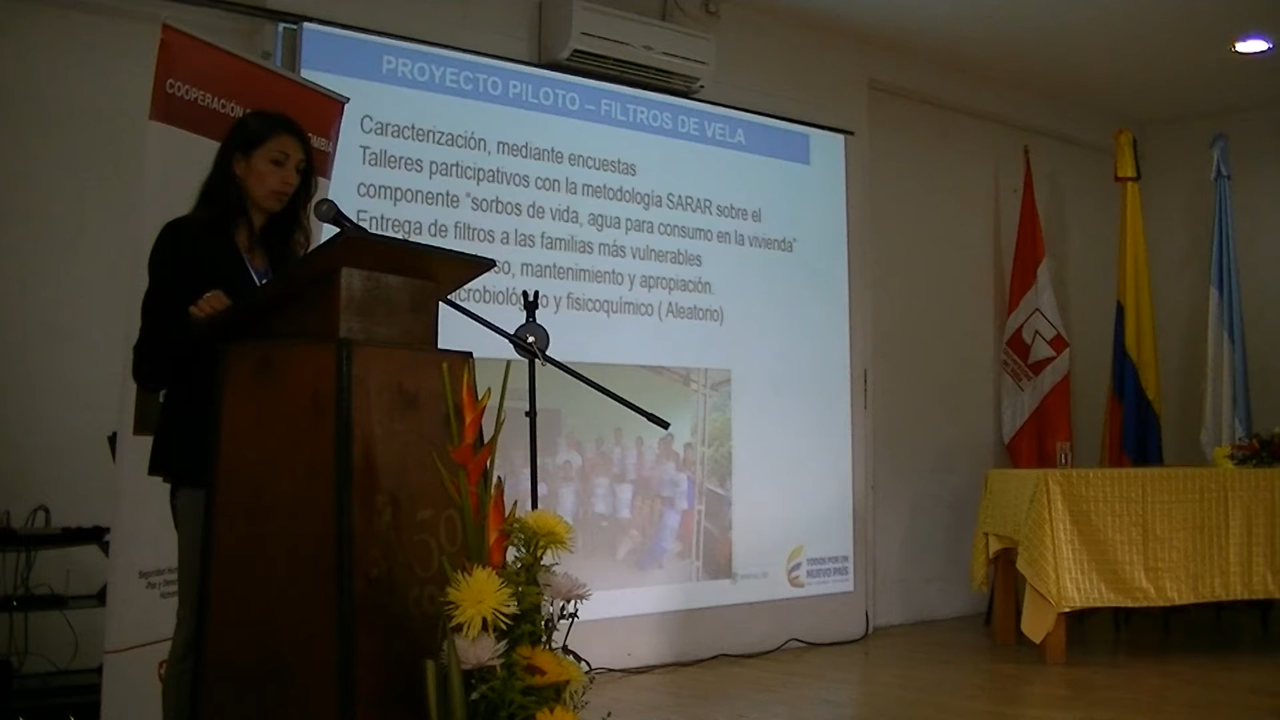 COOPERACIÓN
PROYECTO PILOTO – FILTROS DE VELA
Caracterización, mediante encuestas
Talleres participativos con la metodología SARAR sobre el
componente "sorbos de vida, agua para consumo en la vivienda"
Entrega de filtros a las familias más vulnerables
mantenimiento y apropiación.
y fisicoquímico ( Aleatorio)
TODOS POR UN
NUEVO PAÍS
50